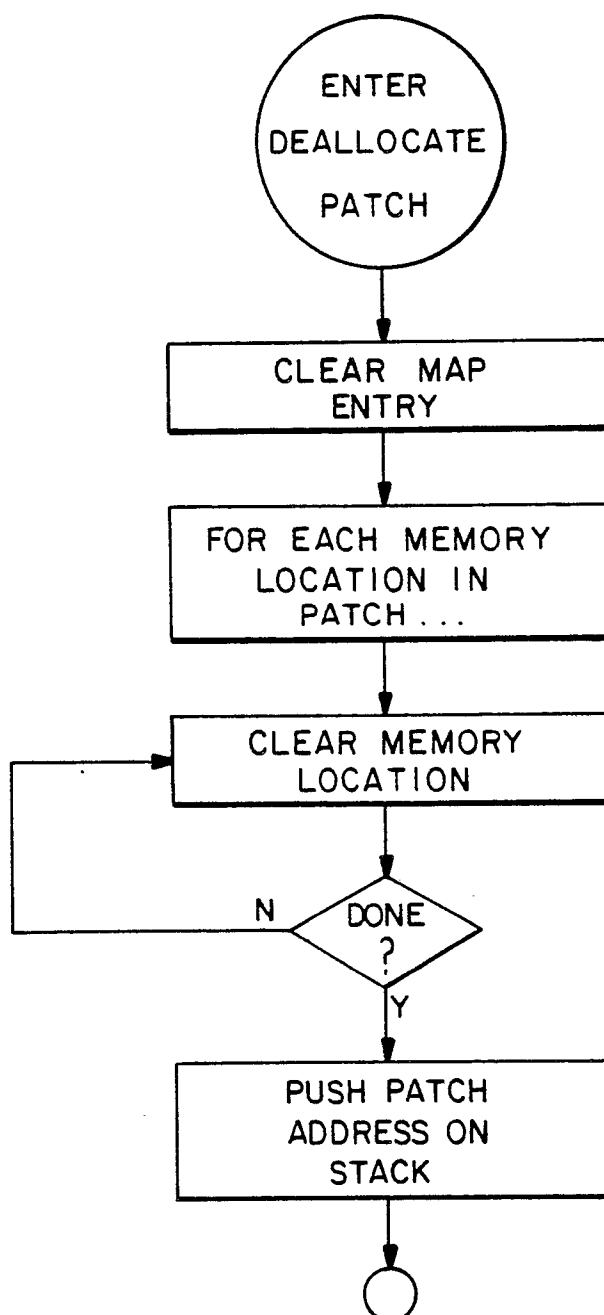 ENTER
DEALLOCATE
PATCH
CLEAR MAP
ENTRY
FOR EACH MEMORY
LOCATION IN
PATCH...
CLEAR MEMORY
LOCATION
N
DONE
?
Y
PUSH PATCH
ADDRESS ON
STACK